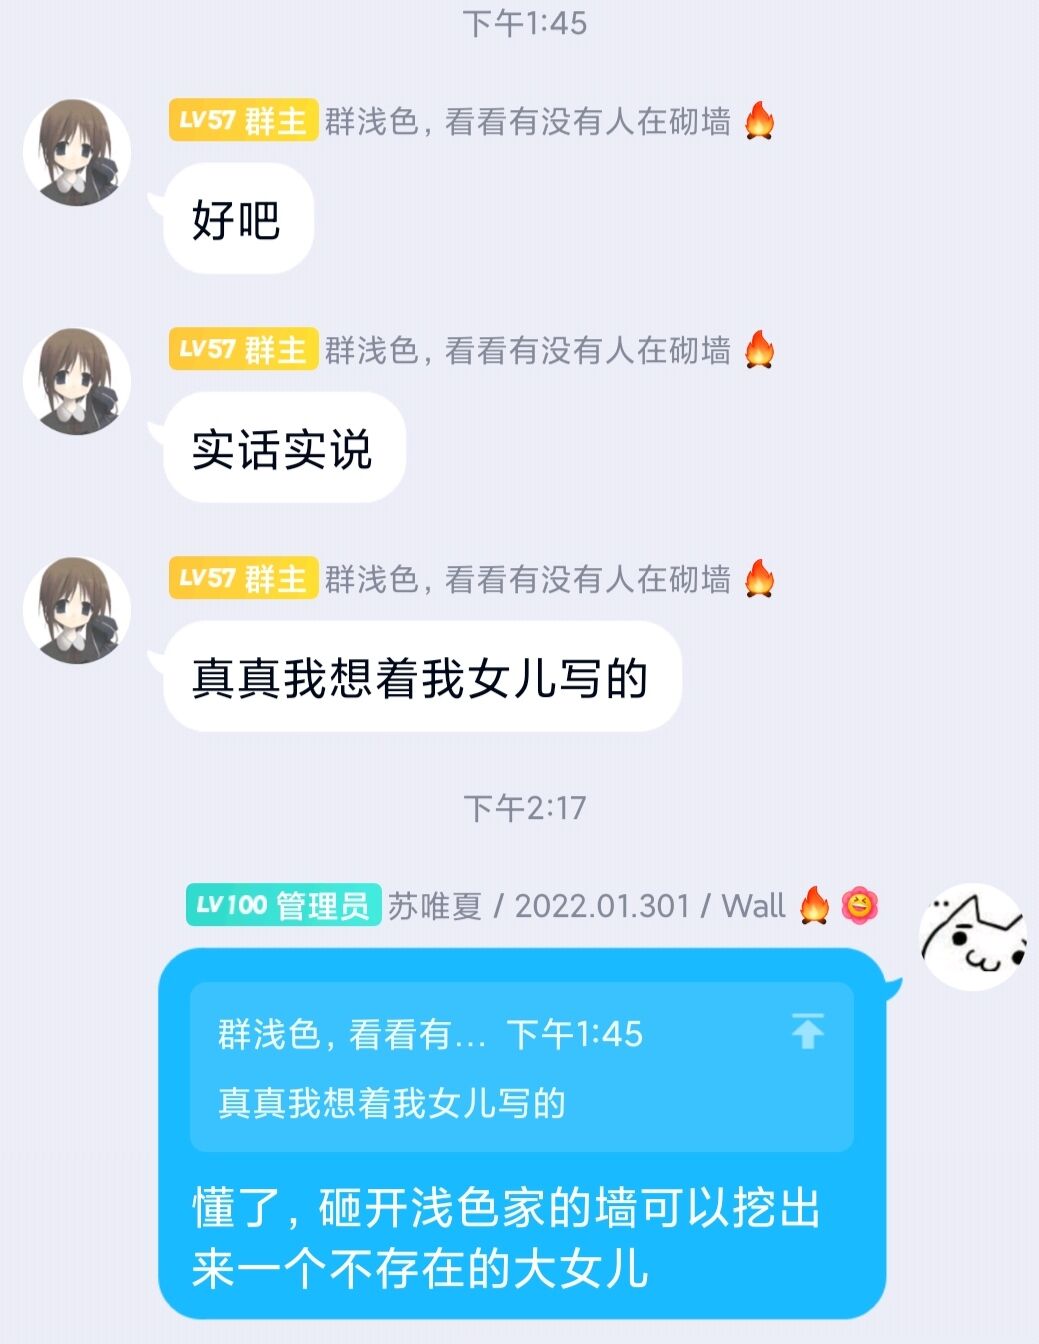 下午1:45
LV57 群主 群浅色，看看有没有人在砌墙🔥
好吧
LV57 群主 群浅色，看看有没有人在砌墙🔥
实话实说
LV57 群主 群浅色，看看有没有人在砌墙🔥
真真我想着我女儿写的
下午2:17
LV100 管理员 苏唯夏 / 2022.01.301 / Wall🔥
群浅色，看看有... 下午1:45
真真我想着我女儿写的
懂了，砸开浅色家的墙可以挖出
来一个不存在的大女儿